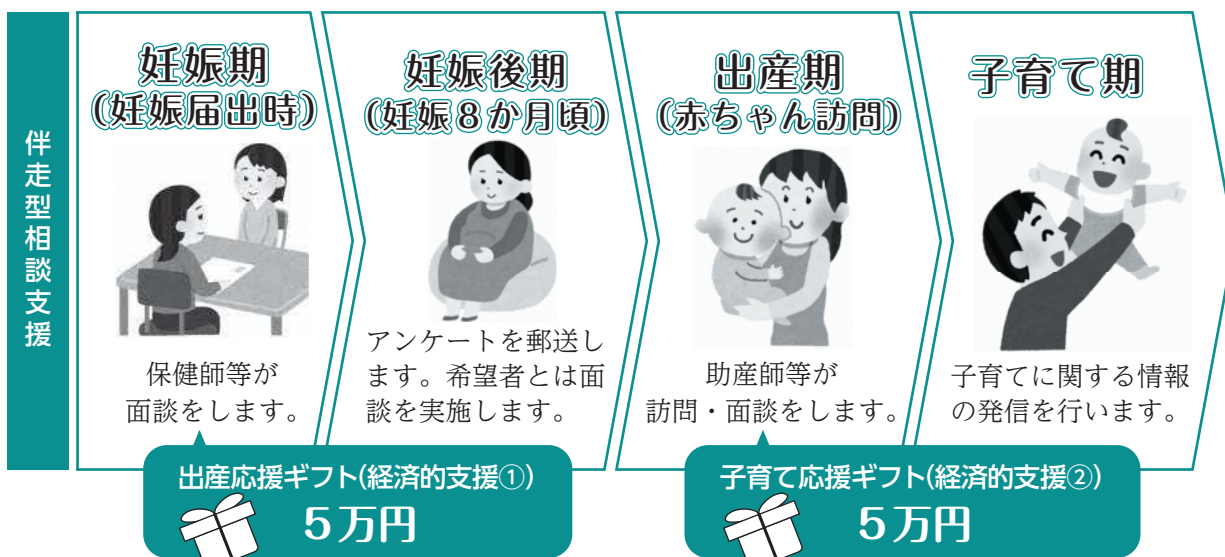 伴走型相談支援
妊娠期
(妊娠届出時)
保健師等が
面談をします。
妊娠後期
(妊娠８か月頃)
アンケートを郵送し
ます。希望者とは面
談を実施します。
出産期
(赤ちゃん訪問)
助産師等が
訪問・面談をします。
子育て期
子育てに関する情報
の発信を行います。
出産応援ギフト(経済的支援①)
５万円
子育て応援ギフト(経済的支援②)
５万円